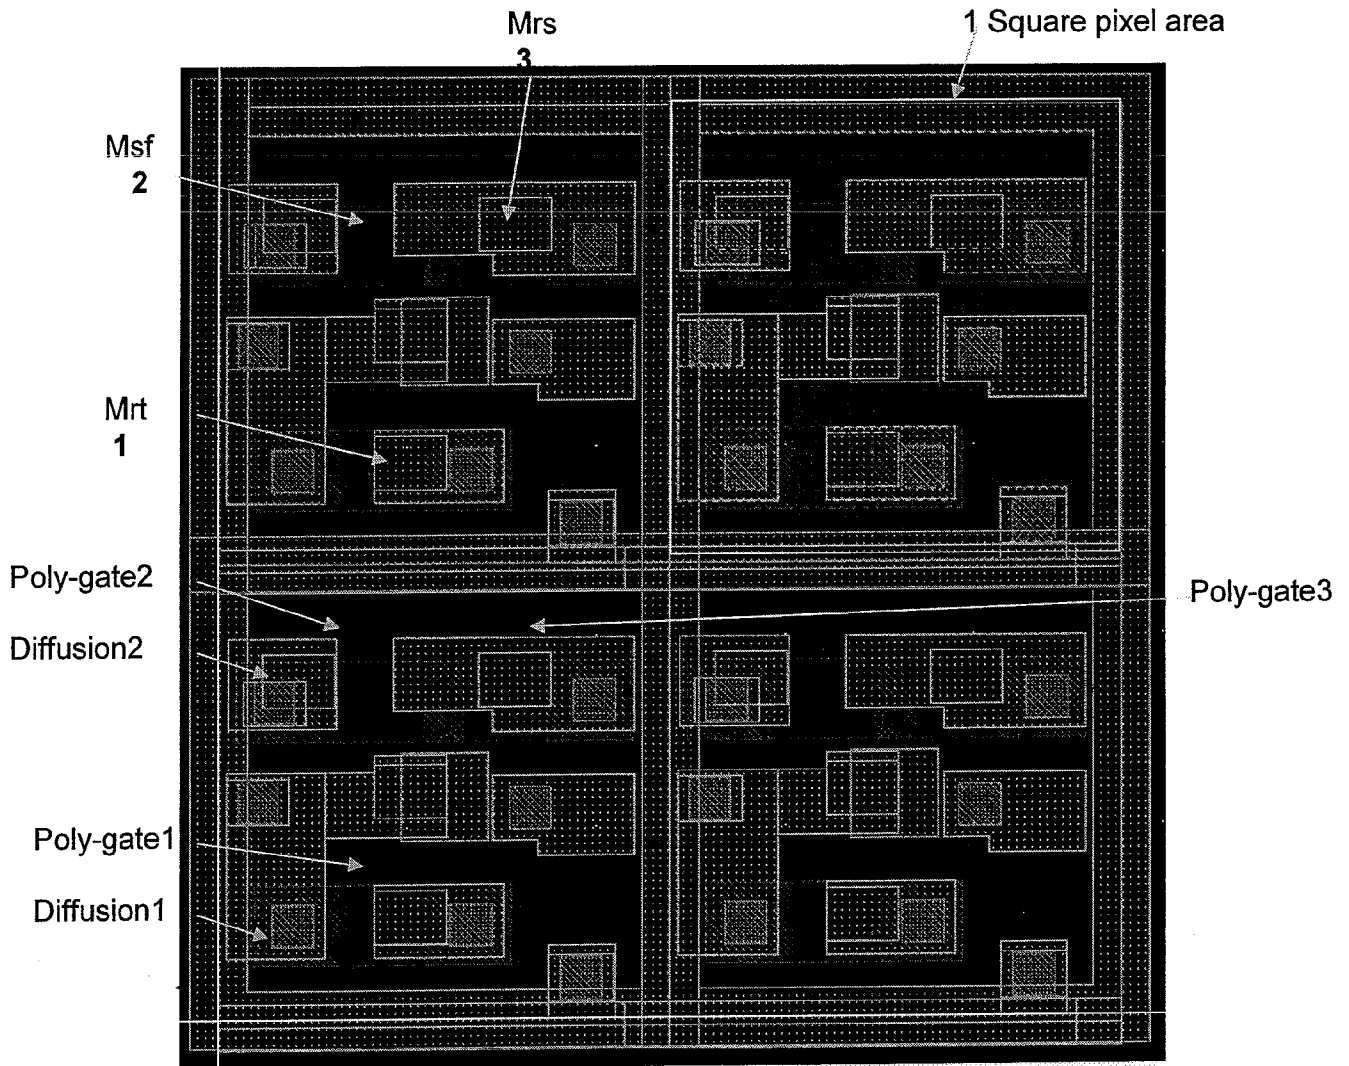 Mrs
3
1 Square pixel area
Msf
2
Mrt
1
Poly-gate2
Poly-gate3
Diffusion2
Poly-gate1
Diffusion1